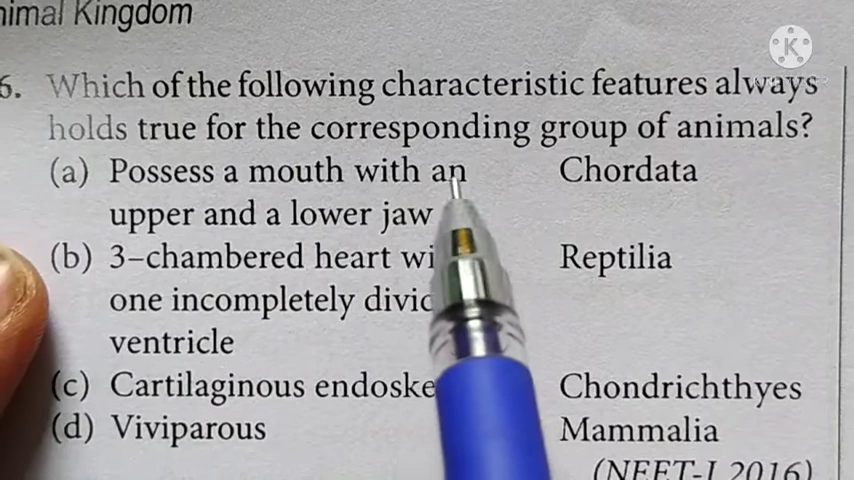 nimal Kingdom
6. Which of the following characteristic features always
holds true for the corresponding group of animals?
(a) Possess a mouth with an Chordata
upper and a lower jaw
(b) 3–chambered heart wi Reptilia
one incompletely divid
ventricle
(c) Cartilaginous endoske Chondrichthyes
(d) Viviparous Mammalia
(NEET-I 2016)
K